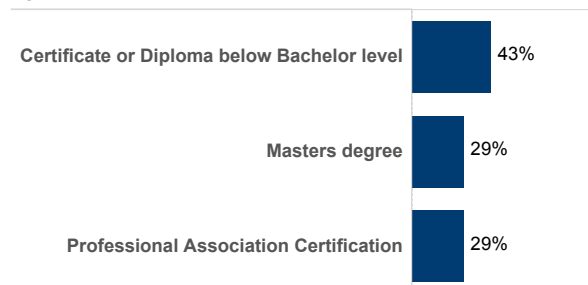 Certificate or Diploma below Bachelor level 43%
Masters degree 29%
Professional Association Certification 29%